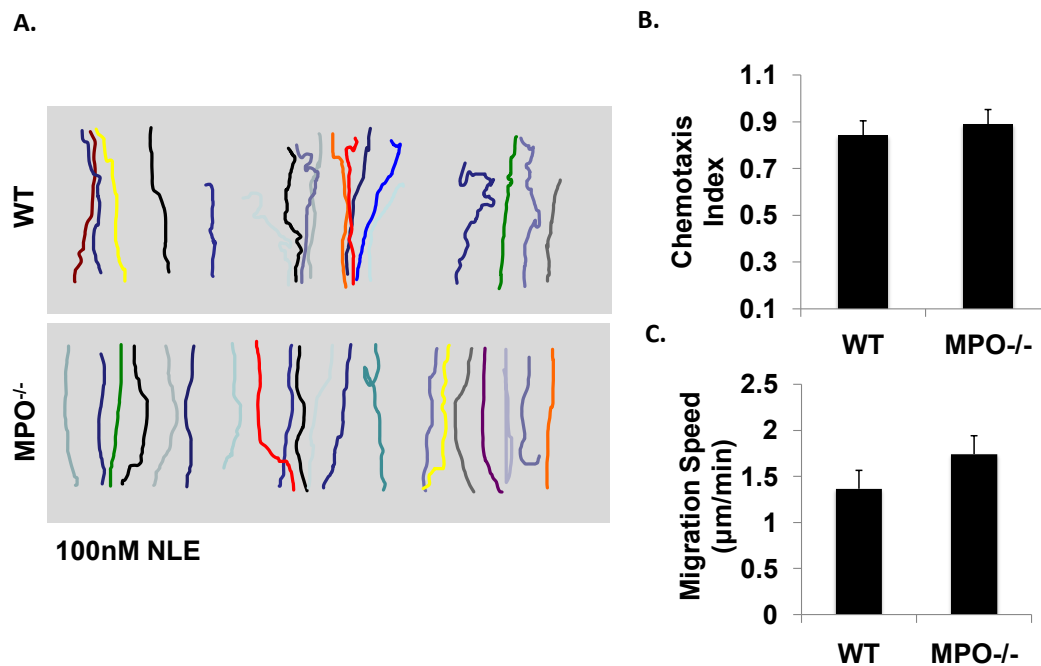 A.
WT
MPO-/-
100nM NLE
B.
Chemotaxis
Index
1.1
0.9
0.7
0.5
0.3
0.1
WT MPO-/-
C.
Migration Speed
(μm/min)
2.5
2
1.5
1
0.5
0
WT MPO-/-